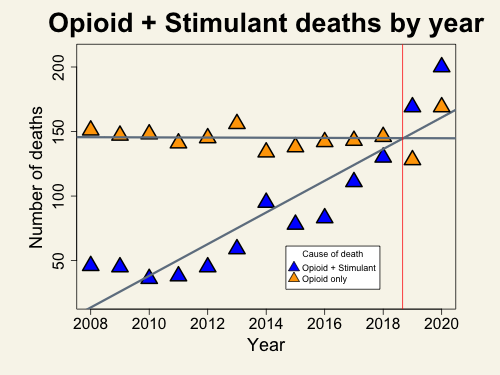 Opioid + Stimulant deaths by year
Number of deaths
200
150
100
50
Cause of death
Opioid + Stimulant
Opioid only
2008 2010 2012 2014 2016 2018 2020
Year